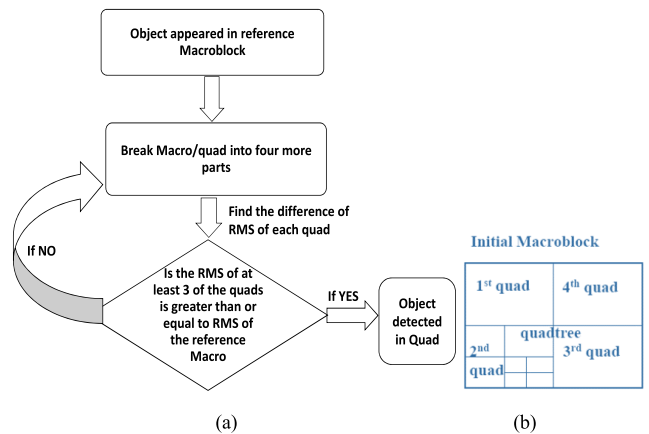 Object appeared in reference
Macroblock
Break Macro/quad into four more
parts
Find the difference of
RMS of each quad
If NO
Is the RMS of at
least 3 of the quads
is greater than or
equal to RMS of
the reference
Macro
If YES
Object
detected
in Quad
(a)
Initial Macroblock
1st quad
4th quad
quadtree
2nd
quad
3rd quad
(b)